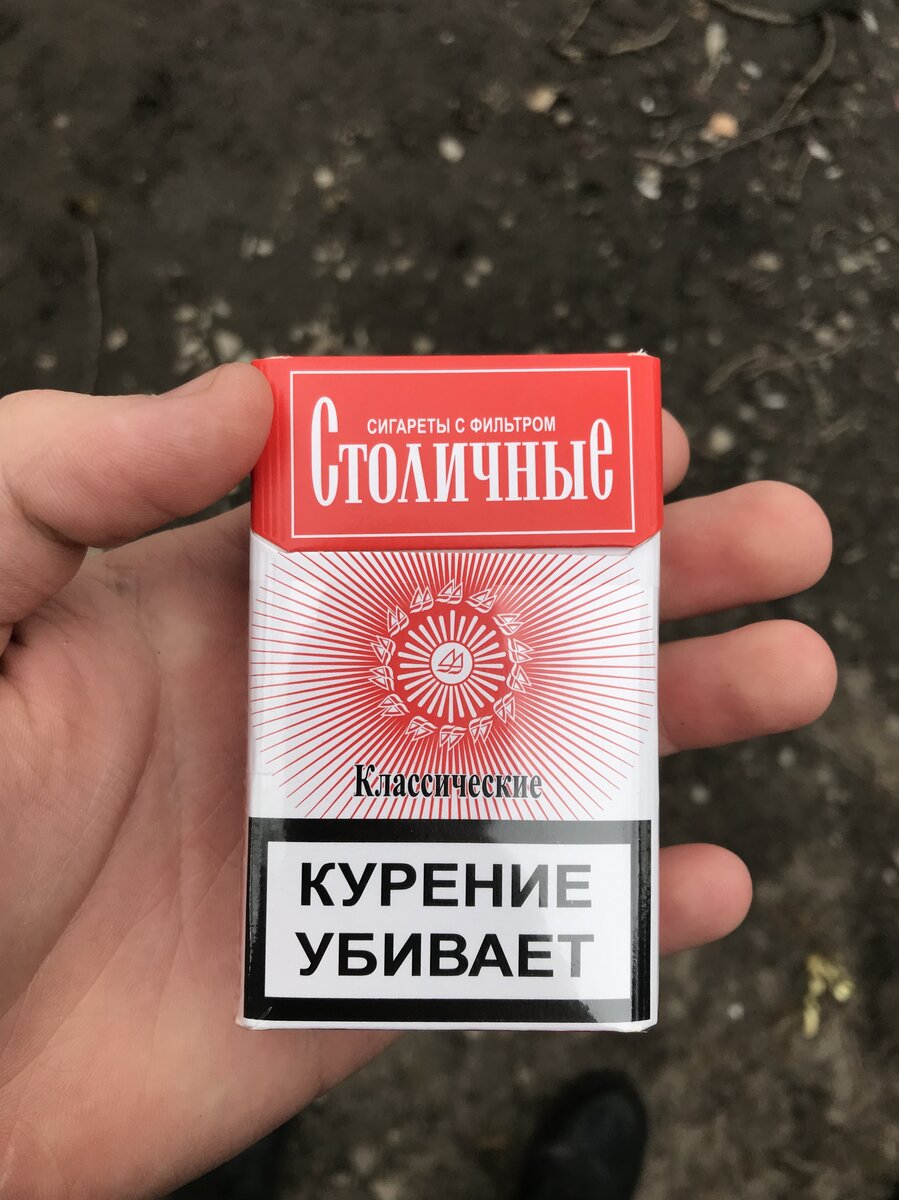 СИГАРЕТЫ С ФИЛЬТРОМ
Столичные
Классические
КУРЕНИЕ
УБИВАЕТ